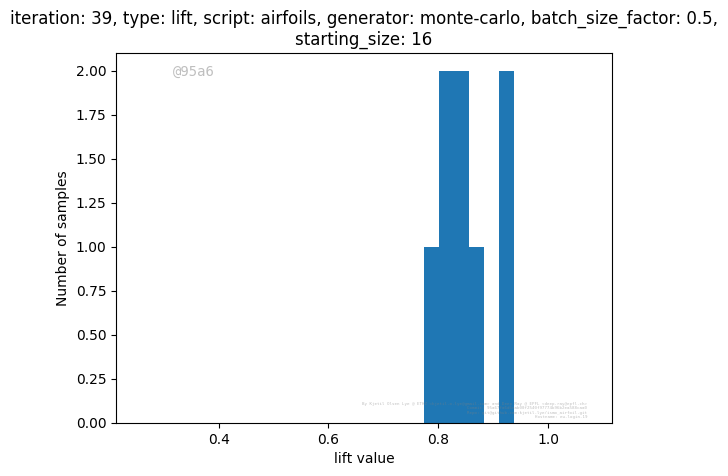 iteration: 39, type: lift, script: airfoils, generator: monte-carlo, batch_size_factor: 0.5,
starting_size: 16
@95a6
2.00
1.75
1.50
1.25
1.00
0.75
0.50
0.25
0.00
Number of samples
0.4 0.6 0.8 1.0
lift value